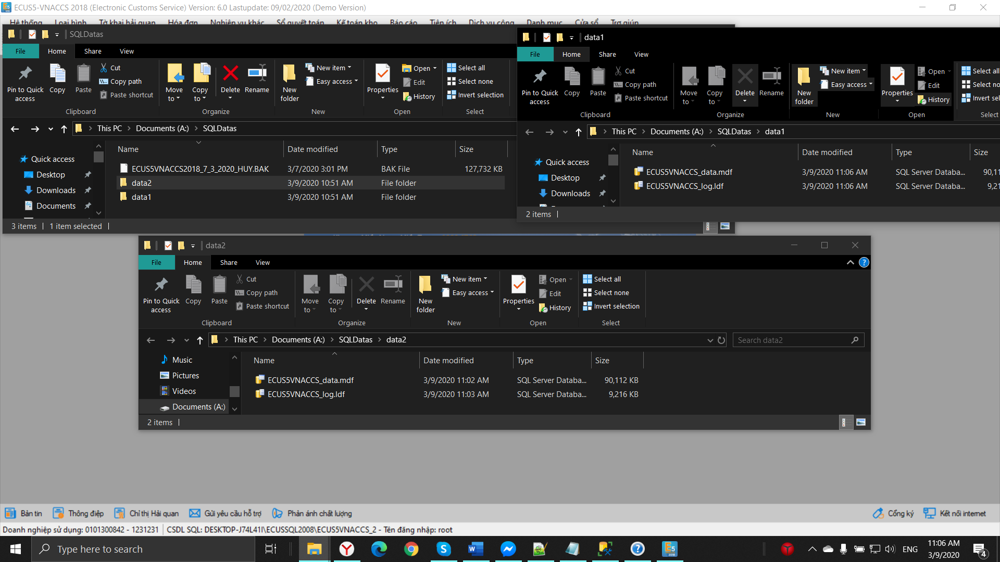 ECUS5-VNACCS 2018 (Electronic Customs Service) Version: 6.0 Lastupdate: 09/02/2020 (Demo Version)
Hệ thống Loại hình Tờ khai hải quan Hóa đơn Nghiệp vụ khác Sổ quyết toán Kế toán kho Báo cáo Tiện ích Dịch vụ công Danh mục Cửa sổ Trợ giúp
SQLDatas
File Home Share View
Pin to Quick access
Copy
Paste
Cut
Copy path
Paste shortcut
Clipboard
Move to
Copy to
Delete
Rename
Organize
New folder
New item
Easy access
New
Properties
Open
Edit
History
Open
Select all
Select none
Invert selection
Select
This PC Documents (A:) SQLDatas
Quick access
Desktop
Downloads
Documents
Name Date modified Type Size
ECUS5VNACCS2018_7_3_2020_HUY.BAK 3/7/2020 3:01 PM BAK File 127,732 KB
data2 3/9/2020 10:51 AM File folder
data1 3/9/2020 10:51 AM File folder
3 items 1 item selected
data1
File Home Share View
Pin to Quick access
Copy
Paste
Cut
Copy path
Paste shortcut
Clipboard
Move to
Copy to
Delete
Rename
Organize
New folder
New item
Easy access
New
Properties
Open
Edit
History
Open
Select all
Select no
Invert sel
Select
This PC Documents (A:) SQLDatas data1
Quick access
Desktop
Downloads
Name Date modified Type Size
ECUS5VNACCS_data.mdf 3/9/2020 11:06 AM SQL Server Databa... 90,11
ECUS5VNACCS_log.ldf 3/9/2020 11:06 AM SQL Server Databa... 9,21
2 items
data2
File Home Share View
Pin to Quick access
Copy
Paste
Cut
Copy path
Paste shortcut
Clipboard
Move to
Copy to
Delete
Rename
Organize
New folder
New item
Easy access
New
Properties
Open
Edit
History
Open
Select all
Select none
Invert selection
Select
This PC Documents (A:) SQLDatas data2
Search data2
Music
Pictures
Videos
Documents (A:)
Name Date modified Type Size
ECUS5VNACCS_data.mdf 3/9/2020 11:02 AM SQL Server Databa... 90,112 KB
ECUS5VNACCS_log.ldf 3/9/2020 11:03 AM SQL Server Databa... 9,216 KB
2 items
Bản tin Thông điệp Chỉ thị Hải quan Gửi yêu cầu hỗ trợ Phản ánh chất lượng Cổng ký Kết nối internet
Doanh nghiệp sử dụng: 0101300842 - 1231231 CSDL SQL: DESKTOP-J74L41I\ECUSSQL2008\ECUS5VNACCS_2 - Tên đăng nhập: root
Type here to search
ENG
11:06 AM
3/9/2020
4